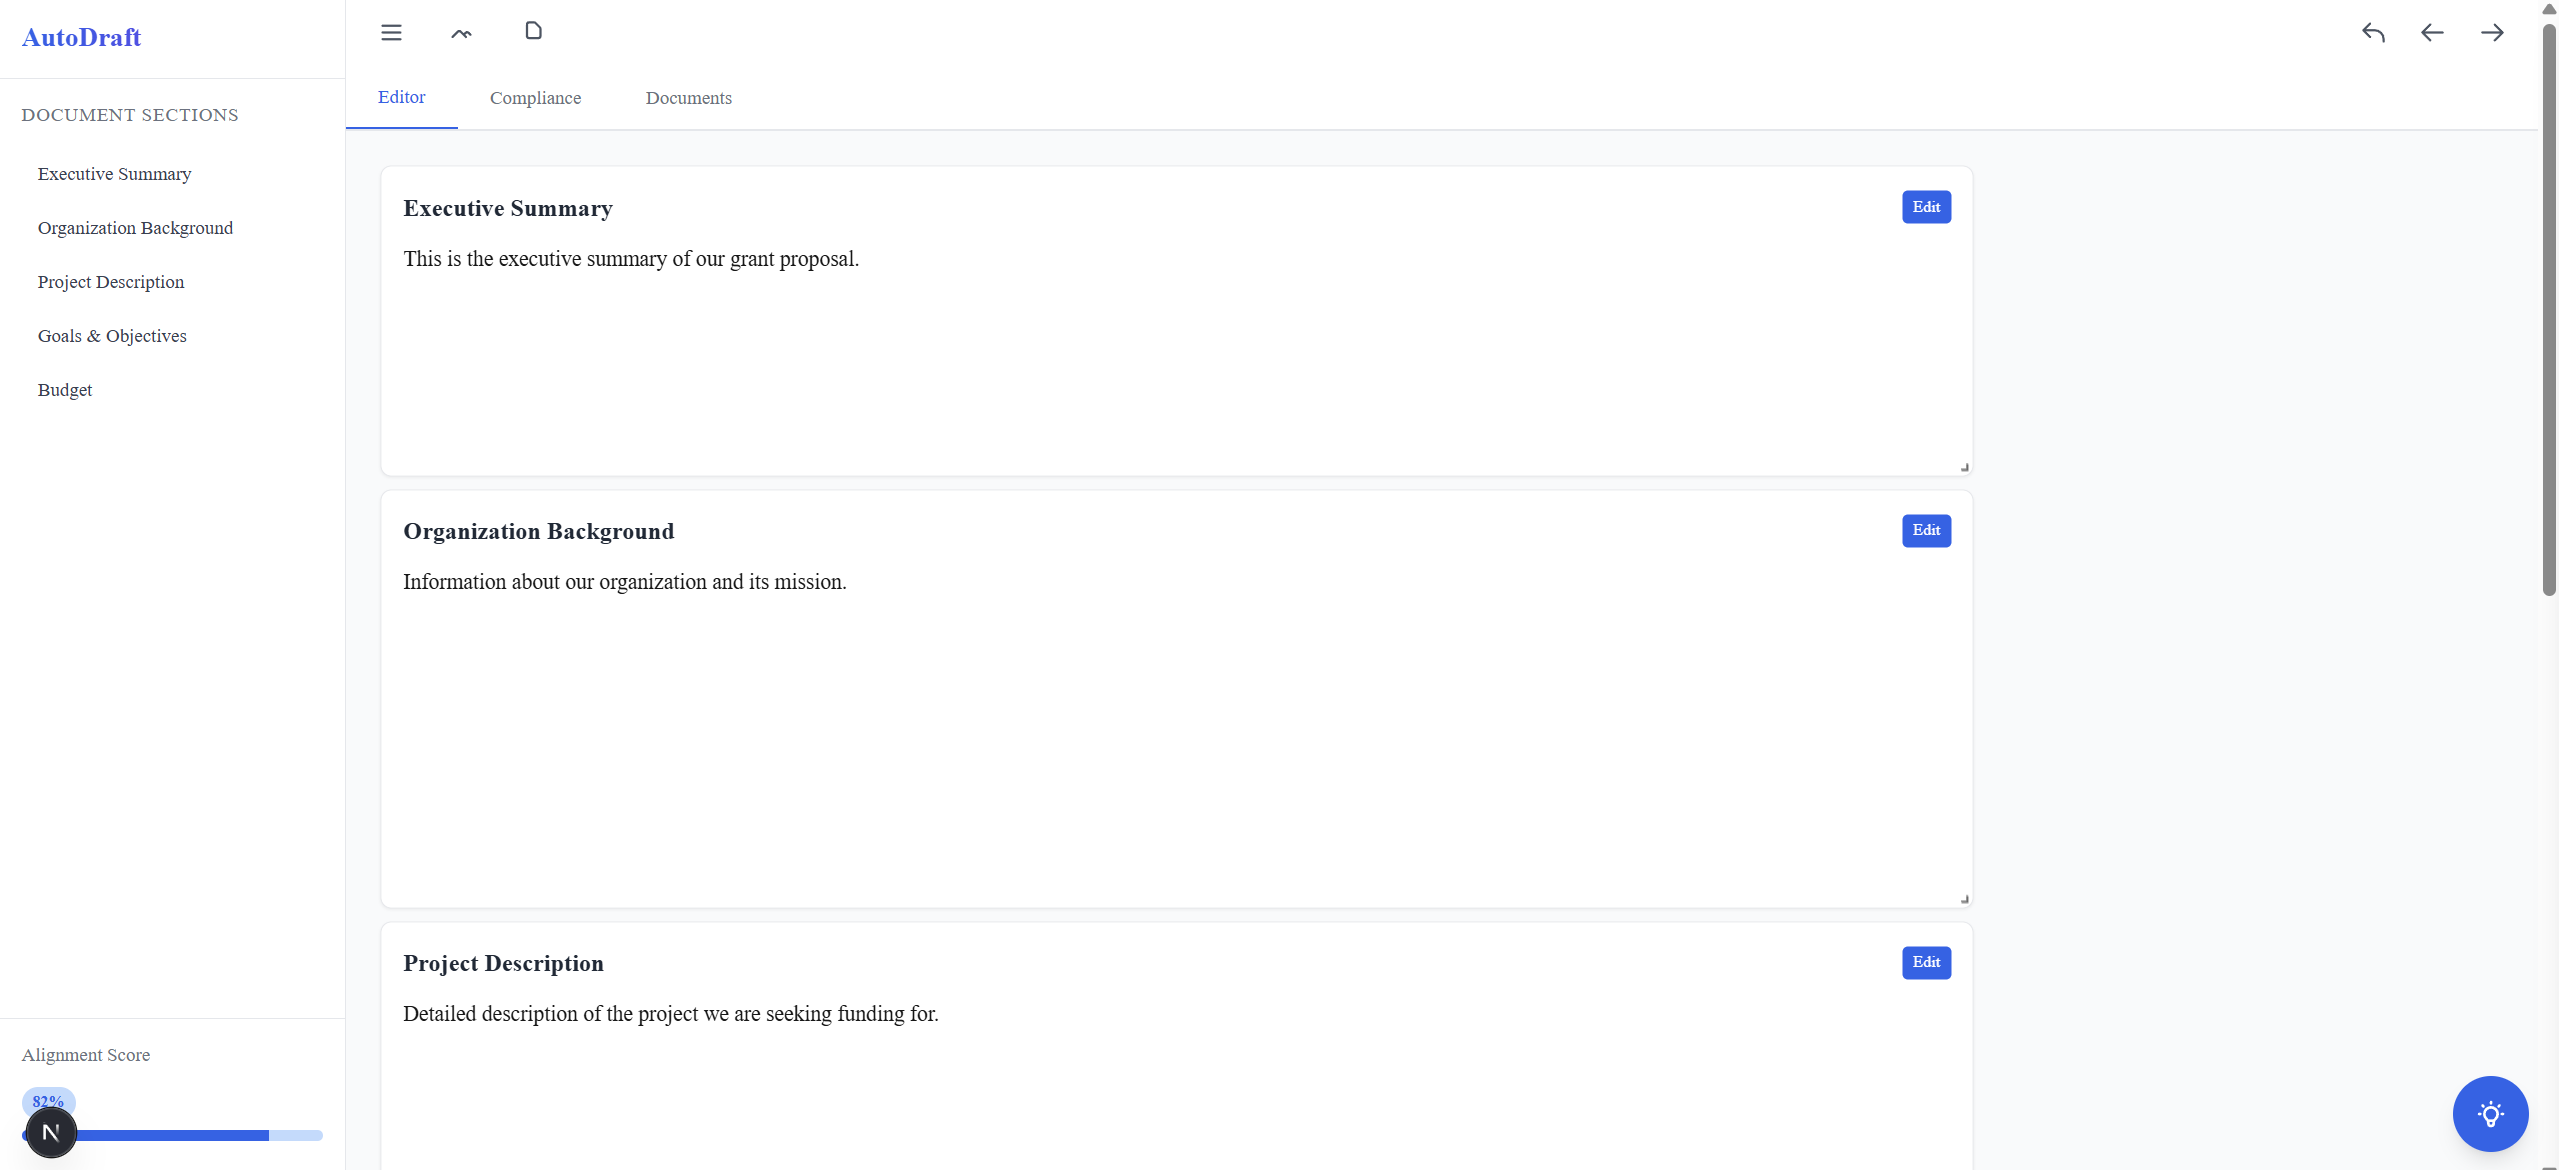 AutoDraft
DOCUMENT SECTIONS
Executive Summary
Organization Background
Project Description
Goals & Objectives
Budget
Alignment Score
82%
N
Editor
Compliance
Documents
Executive Summary
Edit
This is the executive summary of our grant proposal.
Organization Background
Edit
Information about our organization and its mission.
Project Description
Edit
Detailed description of the project we are seeking funding for.